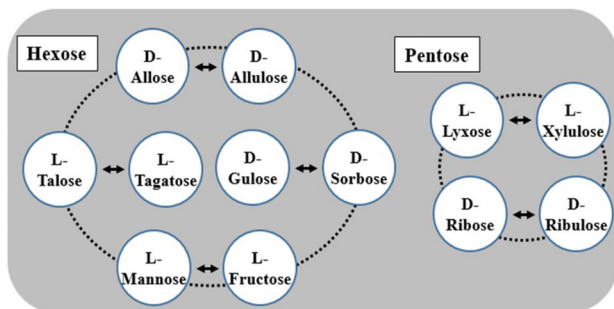 Hexose
D-
Allose
D-
Allulose
L-
Talose
L-
Tagatose
D-
Gulose
D-
Sorbose
L-
Mannose
L-
Fructose
Pentose
L-
Lyxose
L-
Xylulose
D-
Ribose
D-
Ribulose